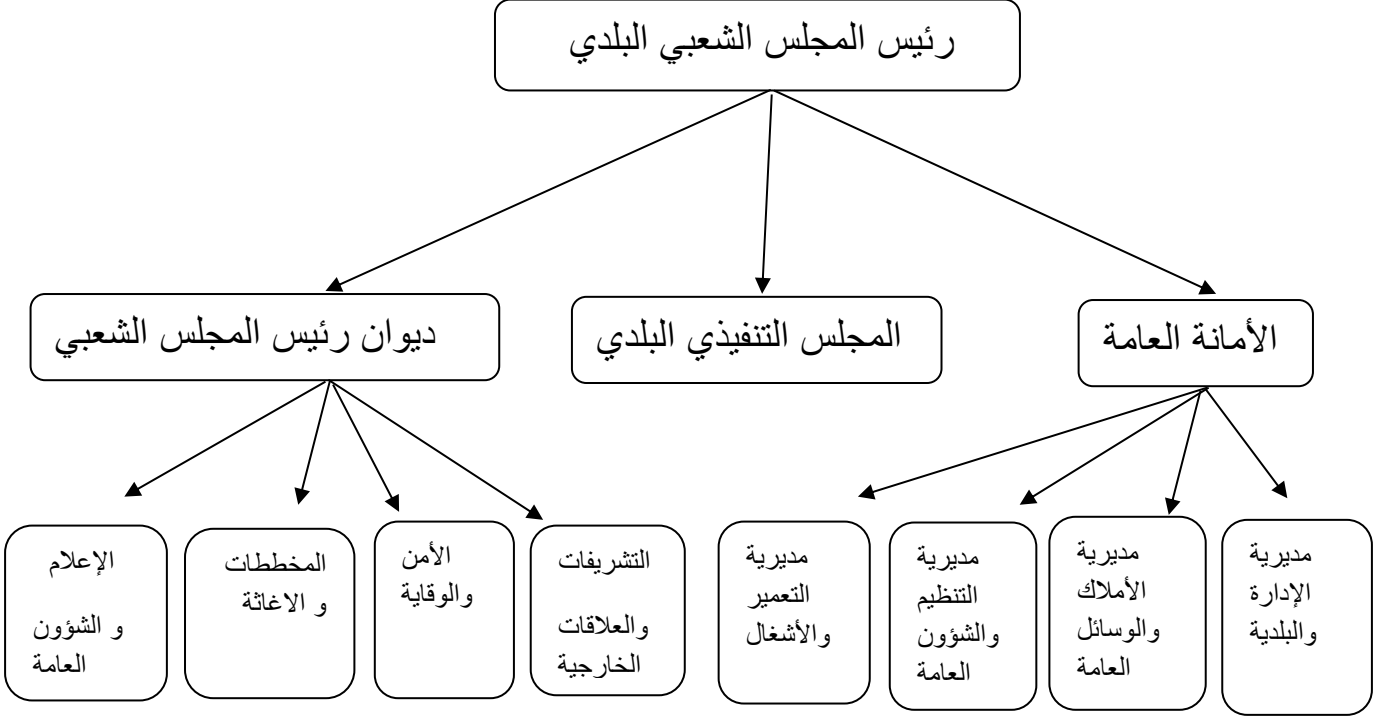 رئيس المجلس الشعبي البلدي
الأمانة العامة
المجلس التنفيذي البلدي
ديوان رئيس المجلس الشعبي
مديرية
الإدارة
والبلدية
مديرية
الأملاك
والوسائل
العامة
مديرية
التنظيم
والشؤون
العامة
مديرية
التعمير
والأشغال
التشريفات
والعلاقات
الخارجية
الأمن
والوقاية
المخططات
و الاغاثة
الإعلام
و الشؤون
العامة